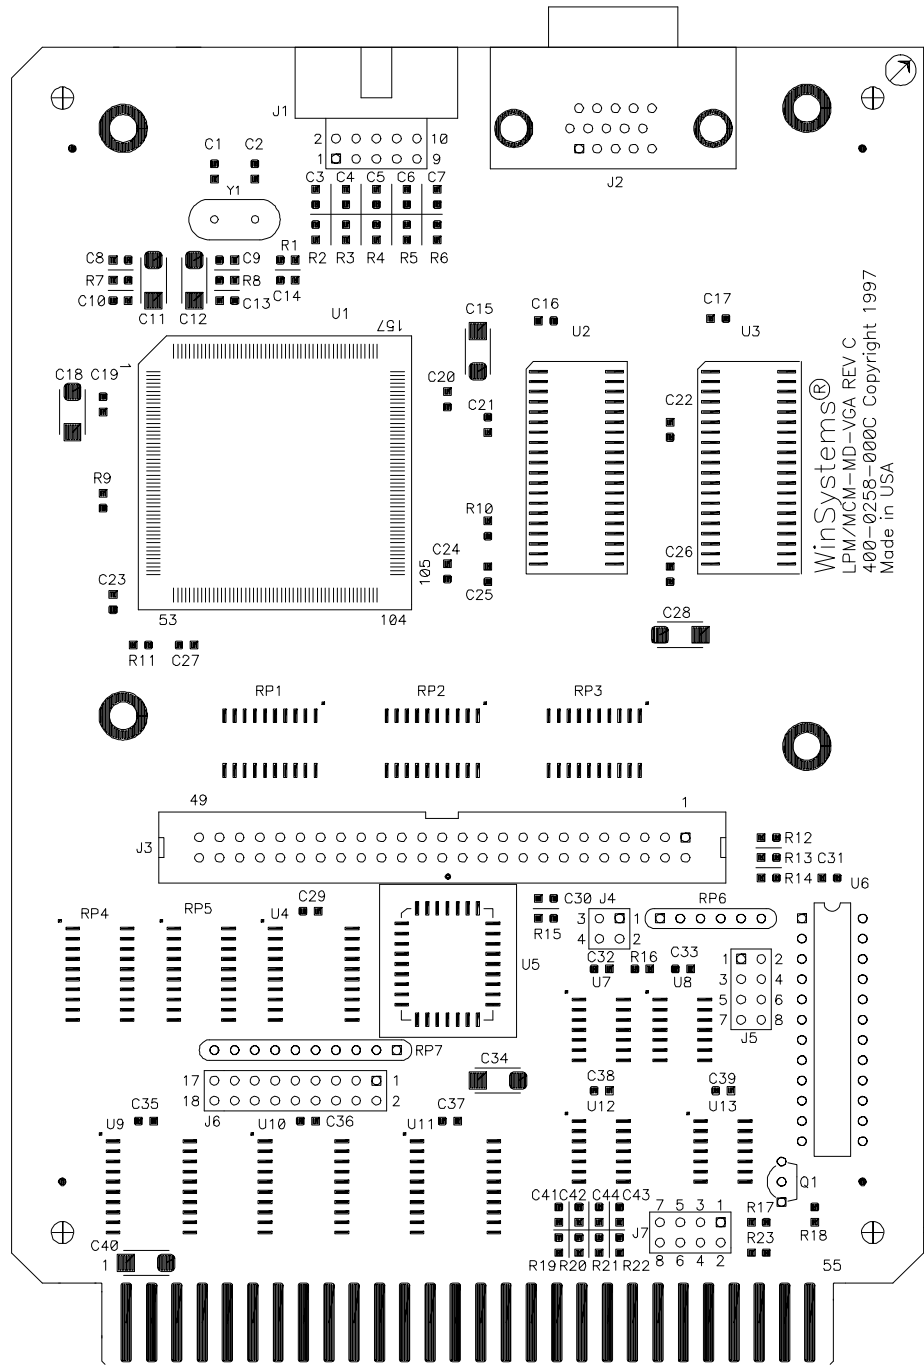 J1
2 10
1 9
J2
C1 C2
C3 C4 C5 C6 C7
Y1
R2 R3 R4 R5 R6
C8 C9 R1
R7 R8
C10 C11 C12 C13 C14
U1
157
C15 C16 C17
U2 U3
1
C18 C19
C20
C21 C22
R9
R10
C24
C23 C25 C26
105
53 104
C28
R11 C27
WinSystems®
LPM/MCM-MD-VGA REV C
400-0258-000C Copyright 1997
Made in USA
RP1 RP2 RP3
49 1
J3
R12
R13 C31
R14 U6
C29 C30 J4 RP6
RP4 RP5 U4
3 1
R15 4 2
U5
C32 R16 C33
U7 U8
1 2
3 4
5 6
7 8
J5
RP7
C34
17 1
18 2
J6
C38 C39
U12 U13
C35 C36 C37
U9 U10 U11
Q1
C41 C42 C44 C43
7 5 3 1
J7
8 6 4 2
R17
R18
R23
R19 R20 R21 R22
C40
1 55